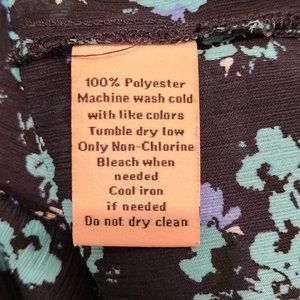 100% Polyester
Machine wash cold
with like colors
Tumble dry low
Only Non-Chlorine
Bleach when
needed
Cool iron
if needed
Do not dry clean